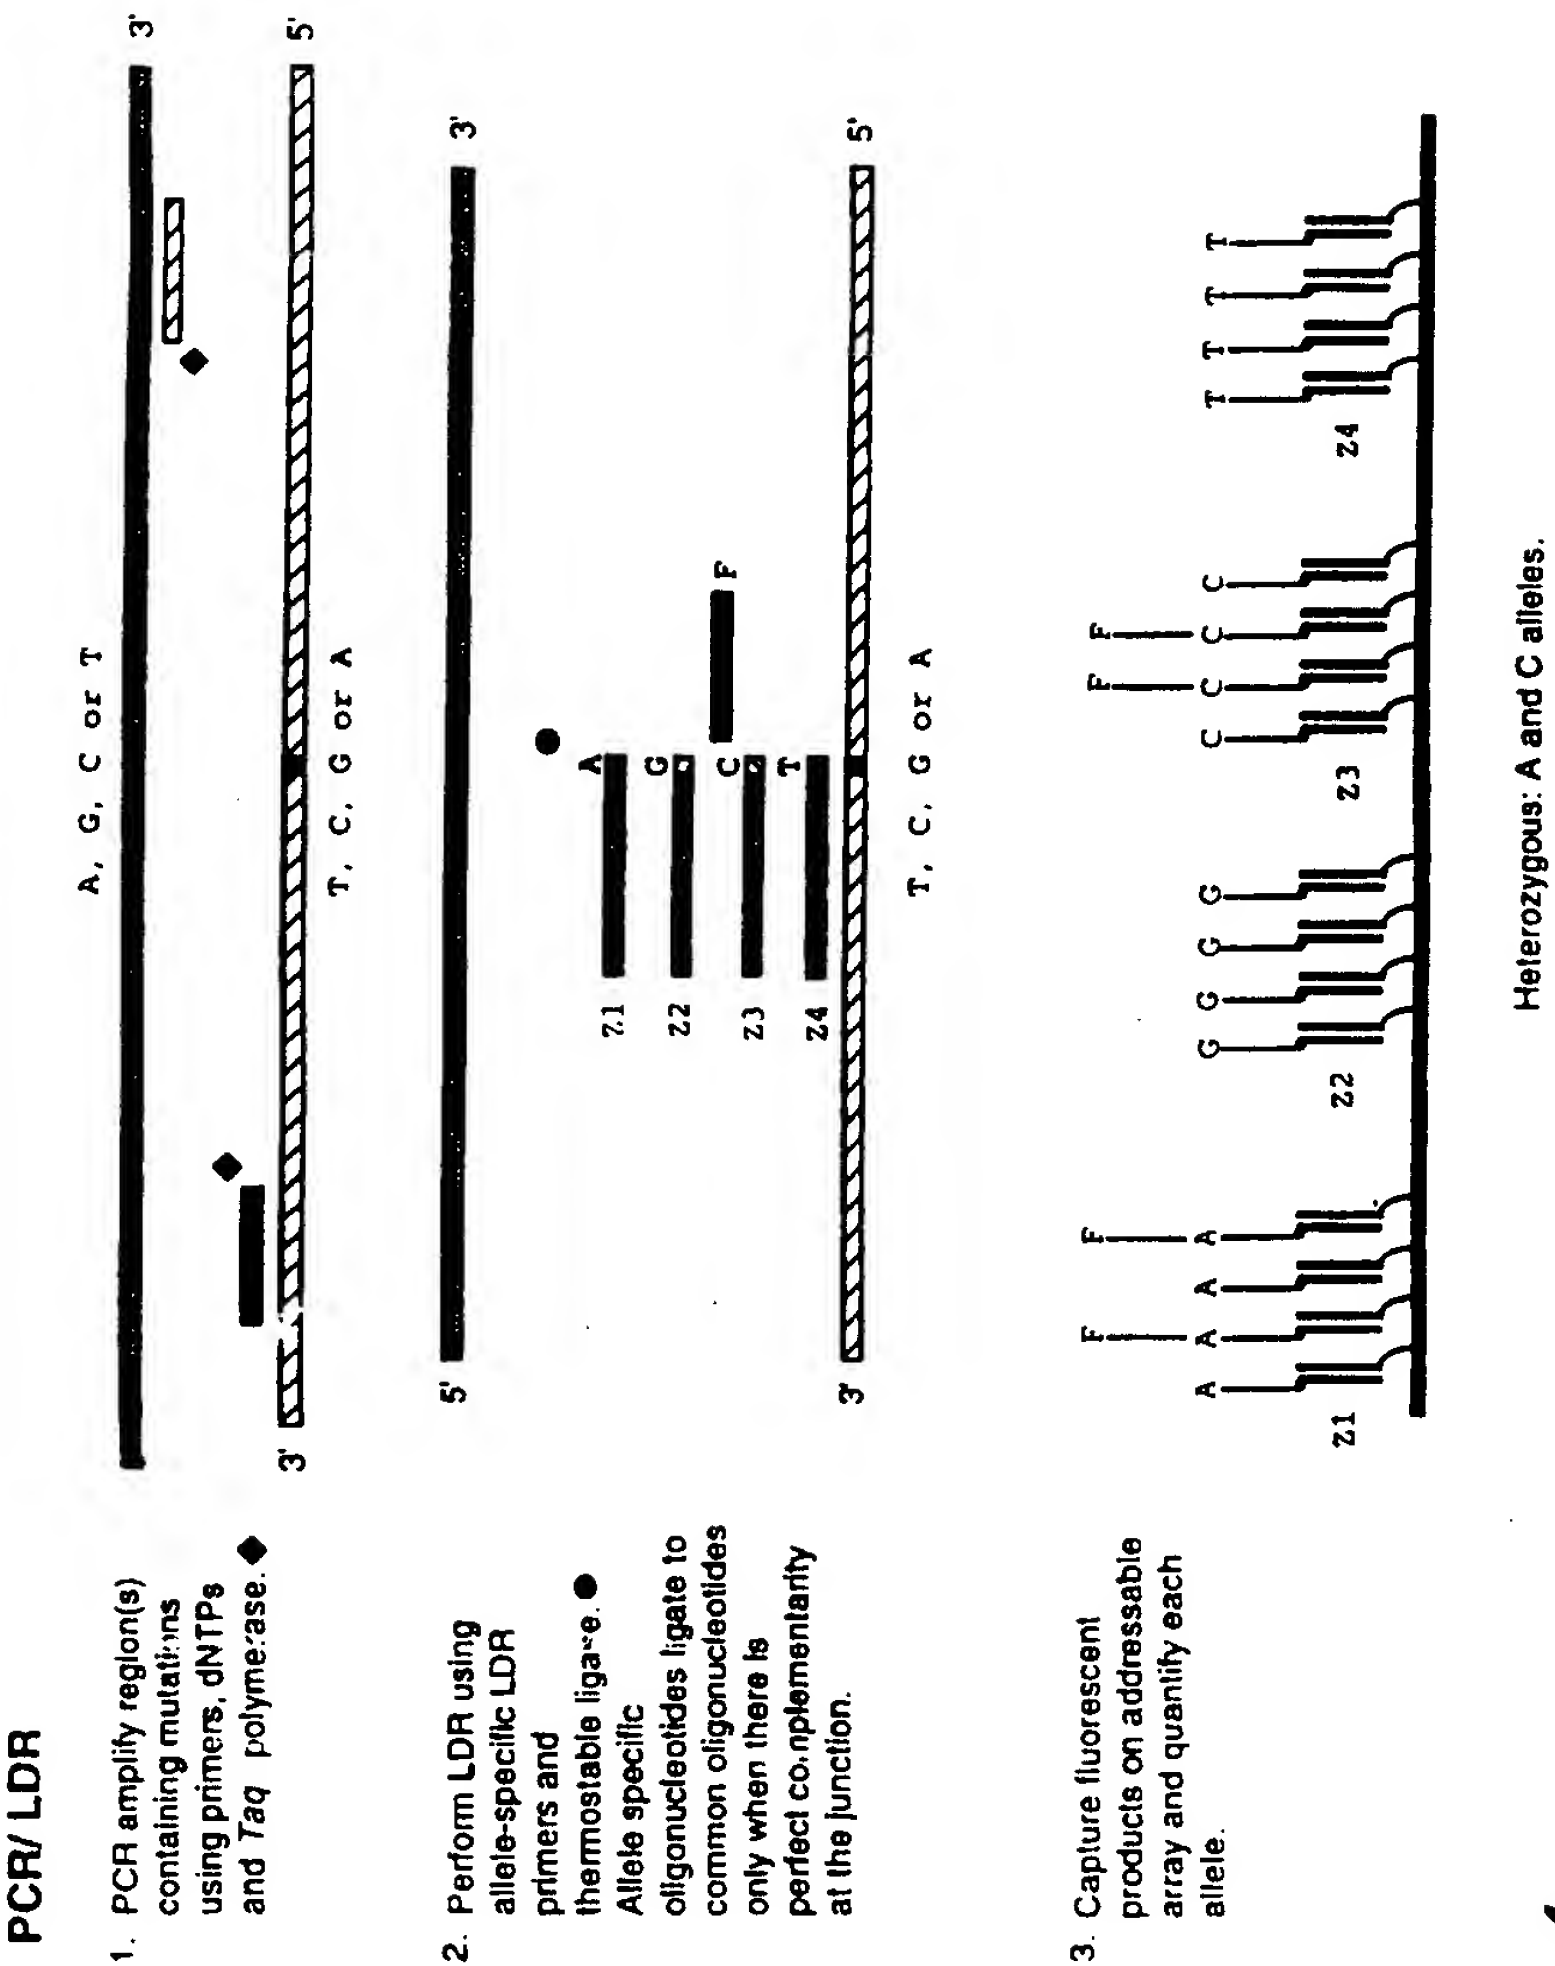 PCR/ LDR
1. PCR amplify region(s)
containing mutations
using primers, dNTPs
and Taq polymerase.
A, G, C or T
3'
3'
5'
T, C, G or A
2. Perform LDR using
allele-specific LDR
primers and
thermostable ligase.
Allele specific
oligonucleotides ligate to
common oligonucleotides
only when there is
perfect complementarity
at the junction.
5'
3'
Z1 A
Z2 G
F
Z3 C
Z4 T
3'
5'
T, C, G or A
3. Capture fluorescent
products on addressable
array and quantify each
allele.
F F F F
A A A A G G G G C C C C T T T T
Z1 Z2 Z3 Z4
Heterozygous: A and C alleles.